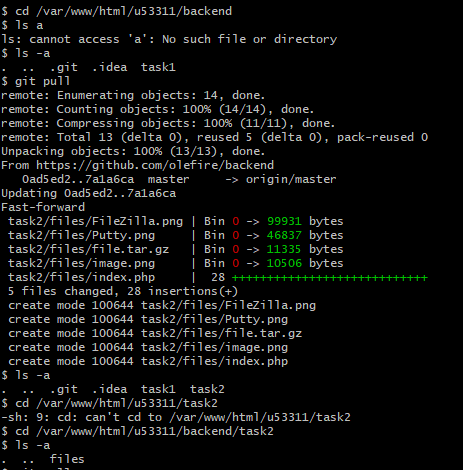 $ cd /var/www/html/u53311/backend
$ ls a
ls: cannot access 'a': No such file or directory
$ ls -a
.  ..  .git  .idea  task1
$ git pull
remote: Enumerating objects: 14, done.
remote: Counting objects: 100% (14/14), done.
remote: Compressing objects: 100% (11/11), done.
remote: Total 13 (delta 0), reused 5 (delta 0), pack-reused 0
Unpacking objects: 100% (13/13), done.
From https://github.com/olefire/backend
   0ad5ed2..7a1a6ca  master     -> origin/master
Updating 0ad5ed2..7a1a6ca
Fast-forward
 task2/files/FileZilla.png | Bin 0 -> 99931 bytes
 task2/files/Putty.png     | Bin 0 -> 46837 bytes
 task2/files/file.tar.gz   | Bin 0 -> 11335 bytes
 task2/files/image.png     | Bin 0 -> 10506 bytes
 task2/files/index.php     |  28 ++++++++++++++++++++++++++++
 5 files changed, 28 insertions(+)
 create mode 100644 task2/files/FileZilla.png
 create mode 100644 task2/files/Putty.png
 create mode 100644 task2/files/file.tar.gz
 create mode 100644 task2/files/image.png
 create mode 100644 task2/files/index.php
$ ls -a
.  ..  .git  .idea  task1  task2
$ cd /var/www/html/u53311/task2
-sh: 9: cd: can't cd to /var/www/html/u53311/task2
$ cd /var/www/html/u53311/backend/task2
$ ls -a
.  ..  files